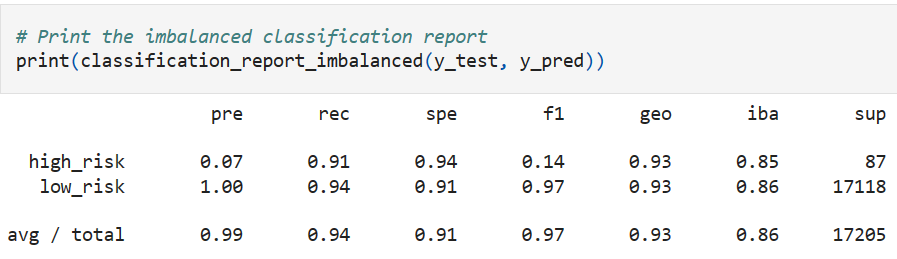 # Print the imbalanced classification report
print(classification_report_imbalanced(y_test, y_pred))
pre rec spe f1 geo iba sup
high_risk 0.07 0.91 0.94 0.14 0.93 0.85 87
low_risk 1.00 0.94 0.91 0.97 0.93 0.86 17118
avg / total 0.99 0.94 0.91 0.97 0.93 0.86 17205